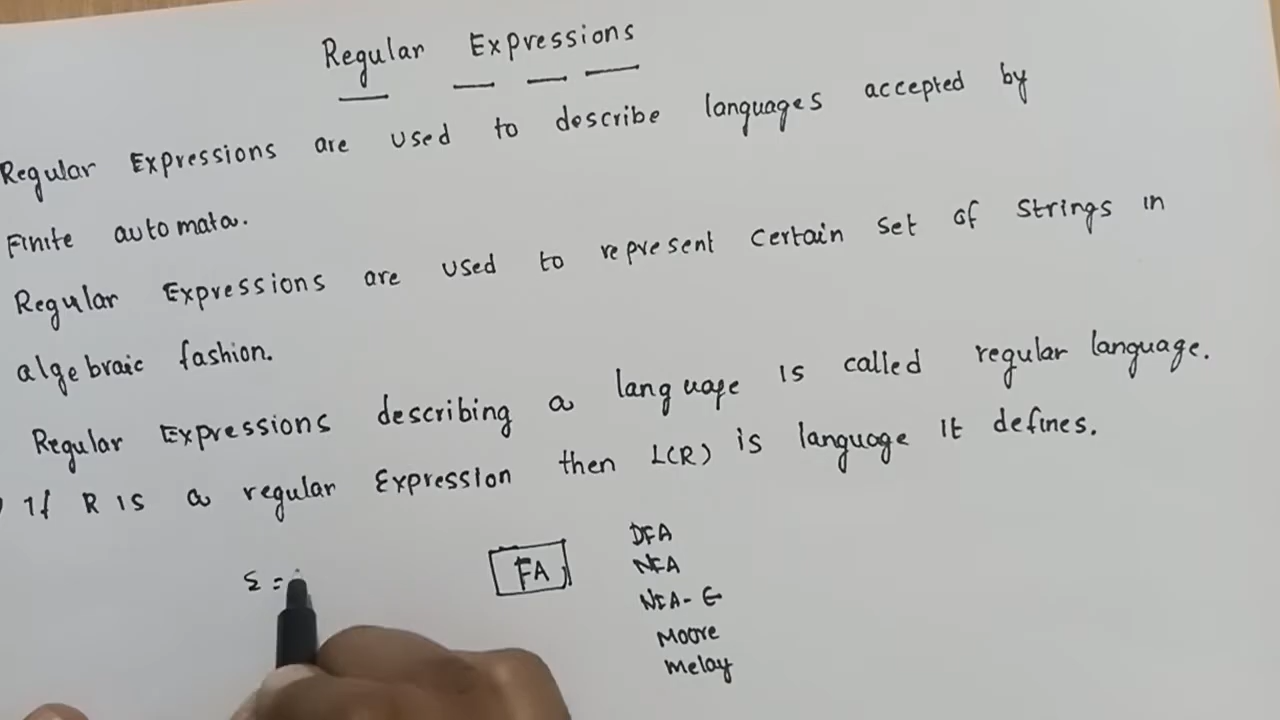 Regular Expressions
Regular Expressions are used to describe languages accepted by
Finite automata.
Regular Expressions are used to represent certain set of strings in
algebraic fashion.
Regular Expressions describing a language is called regular language.
If R is a regular Expression then L(R) is language it defines.
Σ =
FA
DFA
NFA
NFA- ε
Moore
Melay